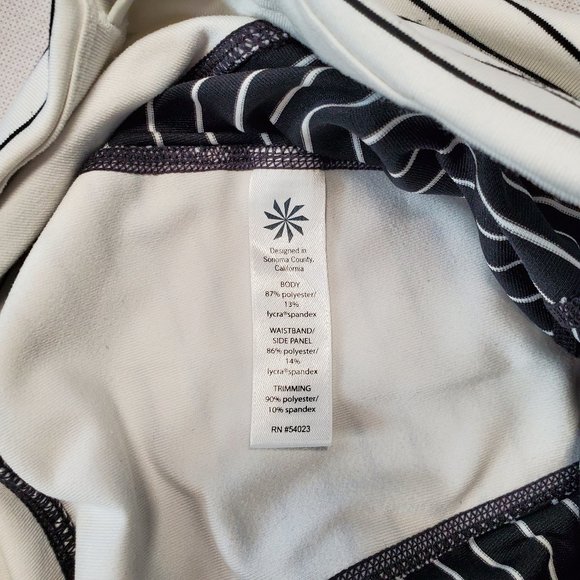 Designed in
Sonoma County,
California
BODY
87% polyester/
13%
lycra®spandex
WAISTBAND/
SIDE PANEL
86% polyester/
14%
lycra®spandex
TRIMMING
90% polyester/
10% spandex
RN #54023